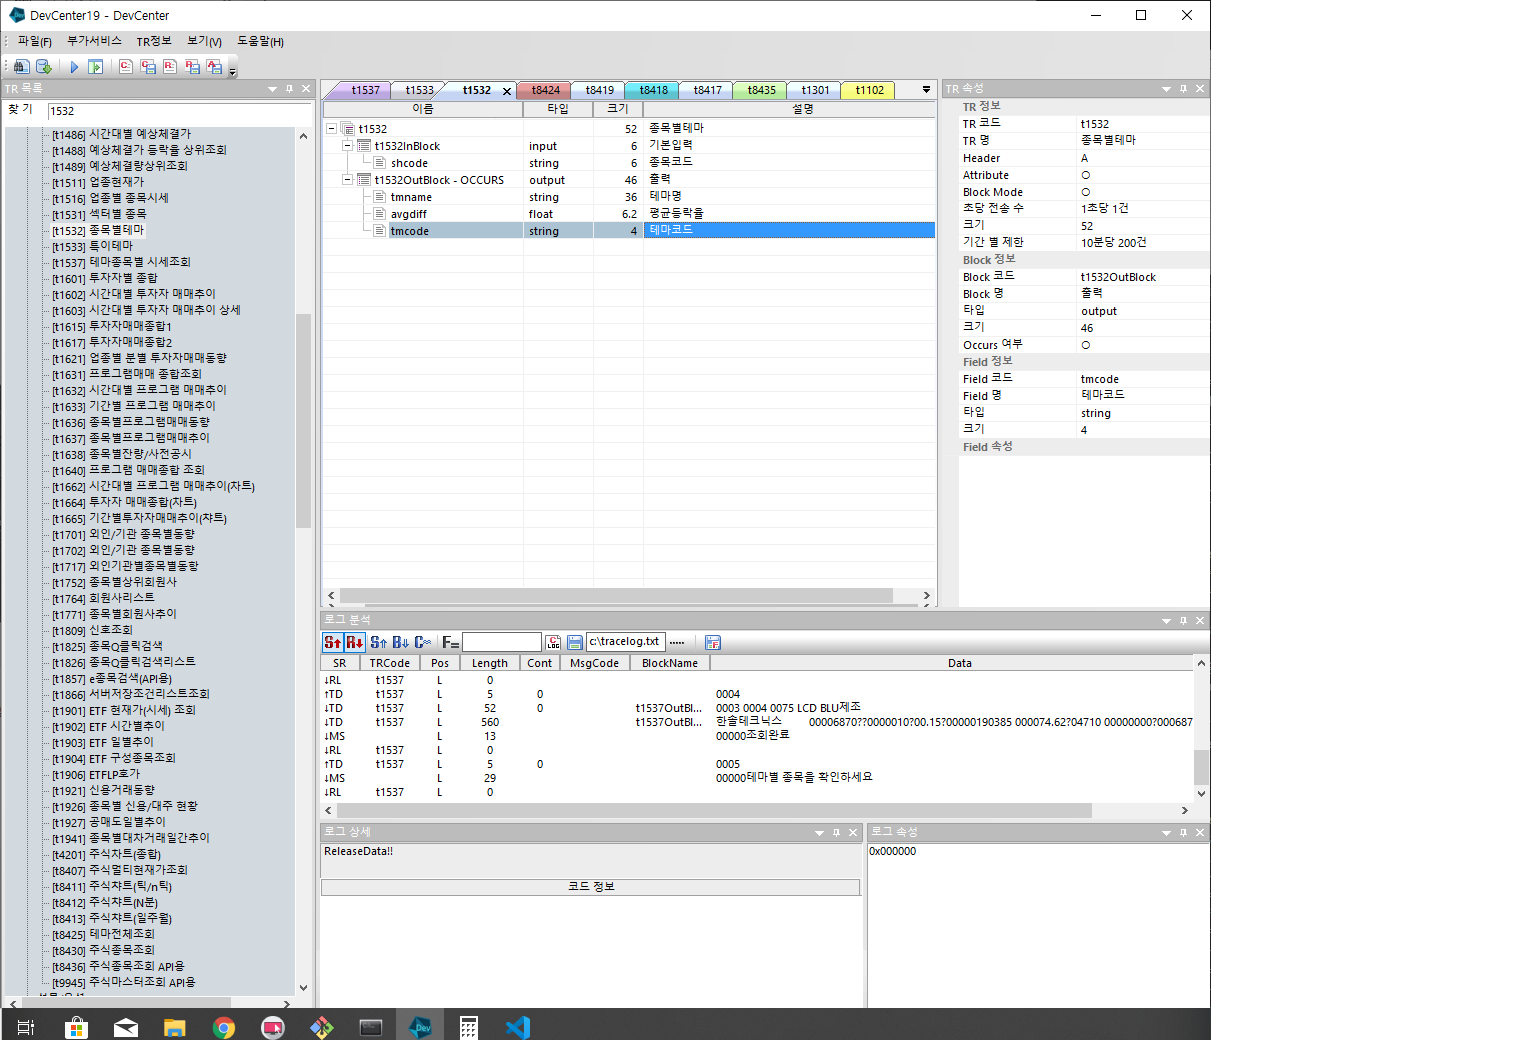 DevCenter19 - DevCenter
파일(F) 부가서비스 TR정보 보기(V) 도움말(H)
TR 목록
찾 기 1532
[t1486] 시간대별 예상체결가
[t1488] 예상체결가 등락율 상위조회
[t1489] 예상체결량상위조회
[t1511] 업종현재가
[t1516] 업종별 종목시세
[t1531] 섹터별 종목
[t1532] 종목별테마
[t1533] 특이테마
[t1537] 테마종목별 시세조회
[t1601] 투자자별 종합
[t1602] 시간대별 투자자 매매추이
[t1603] 시간대별 투자자 매매추이 상세
[t1615] 투자자매매종합1
[t1617] 투자자매매종합2
[t1621] 업종별 분별 투자자매매동향
[t1631] 프로그램매매 종합조회
[t1632] 시간대별 프로그램 매매추이
[t1633] 기간별 프로그램 매매추이
[t1636] 종목별프로그램매매동향
[t1637] 종목별프로그램매매추이
[t1638] 종목별잔량/사전공시
[t1640] 프로그램 매매종합 조회
[t1662] 시간대별 프로그램 매매추이(차트)
[t1664] 투자자 매매종합(차트)
[t1665] 기간별투자자매매추이(챠트)
[t1701] 외인/기관 종목별동향
[t1702] 외인/기관 종목별동향
[t1717] 외인기관별종목별동향
[t1752] 종목별상위회원사
[t1764] 회원사리스트
[t1771] 종목별회원사추이
[t1809] 신호조회
[t1825] 종목Q클릭검색
[t1826] 종목Q클릭검색리스트
[t1857] e종목검색(API용)
[t1866] 서버저장조건리스트조회
[t1901] ETF 현재가(시세) 조회
[t1902] ETF 시간별추이
[t1903] ETF 일별추이
[t1904] ETF 구성종목조회
[t1906] ETFLP호가
[t1921] 신용거래동향
[t1926] 종목별 신용/대주 현황
[t1927] 공매도일별추이
[t1941] 종목별대차거래일간추이
[t4201] 주식차트(종합)
[t8407] 주식멀티현재가조회
[t8411] 주식챠트(틱/n틱)
[t8412] 주식챠트(N분)
[t8413] 주식챠트(일주월)
[t8425] 테마전체조회
[t8430] 주식종목조회
[t8436] 주식종목조회 API용
[t9945] 주식마스터조회 API용
t1537 t1533 t1532 t8424 t8419 t8418 t8417 t8435 t1301 t1102
이름 타입 크기 설명
t1532 52 종목별테마
t1532InBlock input 6 기본입력
shcode string 6 종목코드
t1532OutBlock - OCCURS output 46 출력
tmname string 36 테마명
avgdiff float 6.2 평균등락율
tmcode string 4 테마코드
TR 속성
TR 정보
TR 코드 t1532
TR 명 종목별테마
Header A
Attribute O
Block Mode O
초당 전송 수 1초당 1건
크기 52
기간 별 제한 10분당 200건
Block 정보
Block 코드 t1532OutBlock
Block 명 출력
타입 output
크기 46
Occurs 여부 O
Field 정보
Field 코드 tmcode
Field 명 테마코드
타입 string
크기 4
Field 속성
로그 분석
S↑ R↓ S↑ B↓ C F= LOG c:\tracelog.txt .....
SR TRCode Pos Length Cont MsgCode BlockName Data
↓RL t1537 L 0
↑TD t1537 L 5 0 0004
↓TD t1537 L 52 0 t1537OutBl... 0003 0004 0075 LCD BLU제조
↓TD t1537 L 560 t1537OutBl... 한솔테크닉스 00006870??0000010?00.15?00000190385 000074.62?04710 00000000?000687
↓MS L 13 00000조회완료
↓RL t1537 L 0
↑TD t1537 L 5 0 0005
↓MS L 29 00000테마별 종목을 확인하세요
↓RL t1537 L 0
로그 상세
ReleaseData!!
코드 정보
로그 속성
0x000000
Dev